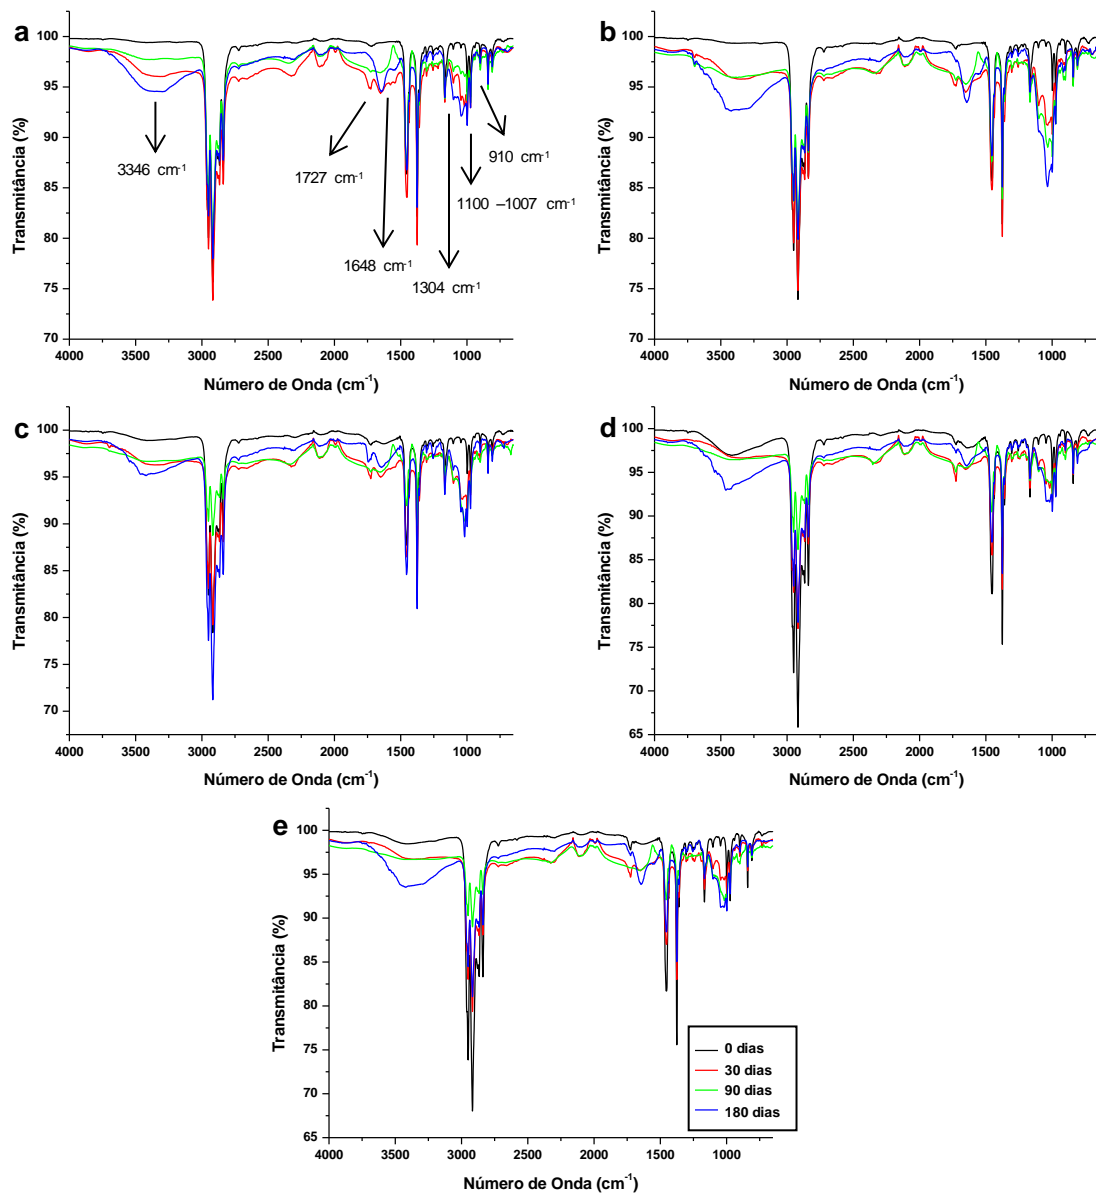 a
100
95
90
85
80
75
70
4000
3500
3000
2500
2000
1500
1000
Transmitância (%)
Número de Onda (cm-1)
3346 cm-1
1727 cm-1
1648 cm-1
1304 cm-1
1100 –1007 cm-1
910 cm-1
b
100
95
90
85
80
75
70
4000
3500
3000
2500
2000
1500
1000
Transmitância (%)
Número de Onda (cm-1)
c
100
95
90
85
80
75
70
4000
3500
3000
2500
2000
1500
1000
Transmitância (%)
Número de Onda (cm-1)
d
100
95
90
85
80
75
70
65
4000
3500
3000
2500
2000
1500
1000
Transmitância (%)
Número de Onda (cm-1)
e
100
95
90
85
80
75
70
65
4000
3500
3000
2500
2000
1500
1000
Transmitância (%)
Número de Onda (cm-1)
0 dias
30 dias
90 dias
180 dias